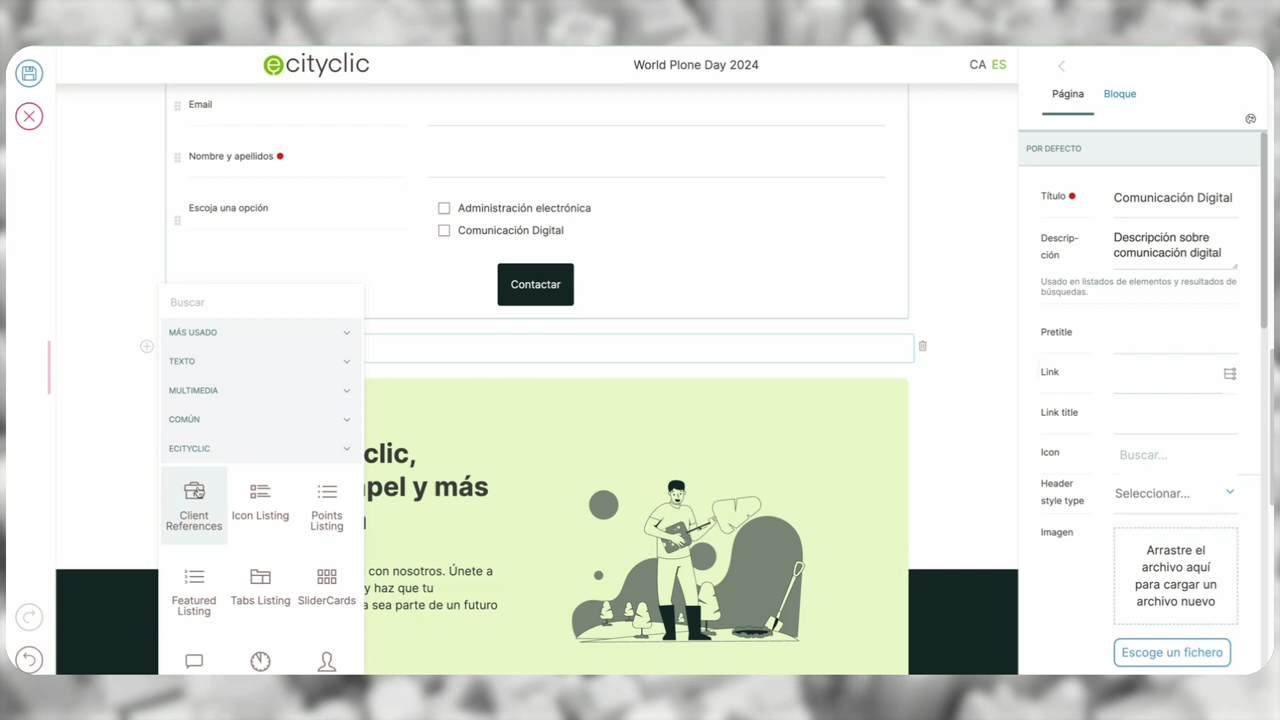 ecityclic
World Plone Day 2024
CA ES
Email
Nombre y apellidos
Escoja una opción
Administración electrónica
Comunicación Digital
Contactar
Buscar
MÁS USADO
TEXTO
MULTIMEDIA
COMÚN
ECITYCLIC
Client References
Icon Listing
Points Listing
Featured Listing
Tabs Listing
SliderCards
clic,
apel y más
con nosotros. Únete a
y haz que tu
a sea parte de un futuro
Página
Bloque
POR DEFECTO
Título
Comunicación Digital
Descrip-
ción
Descripción sobre
comunicación digital
Usado en listados de elementos y resultados de
búsquedas.
Pretitle
Link
Link title
Icon
Buscar...
Header
style type
Seleccionar...
Imagen
Arrastre el
archivo aquí
para cargar un
archivo nuevo
Escoge un fichero